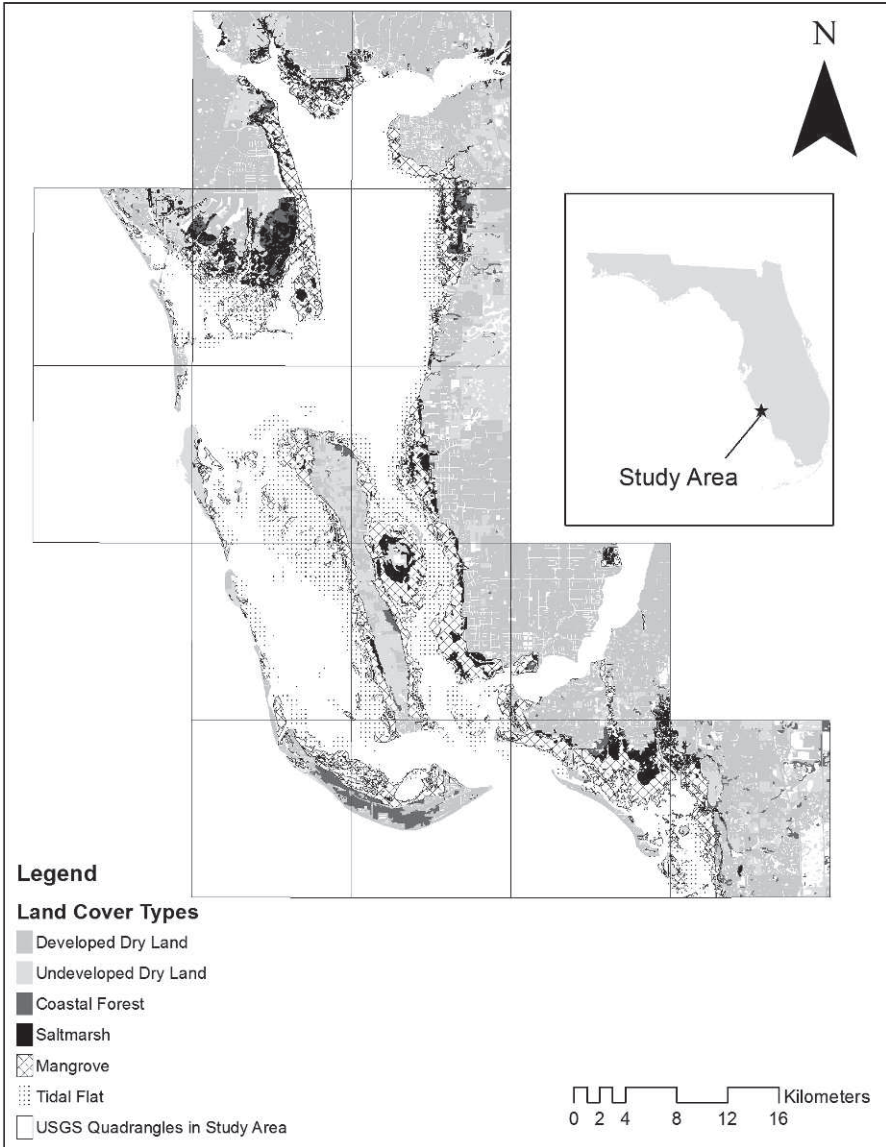 N
Study Area
Legend
Land Cover Types
Developed Dry Land
Undeveloped Dry Land
Coastal Forest
Saltmarsh
Mangrove
Tidal Flat
USGS Quadrangles in Study Area
Kilometers
0 2 4 8 12 16